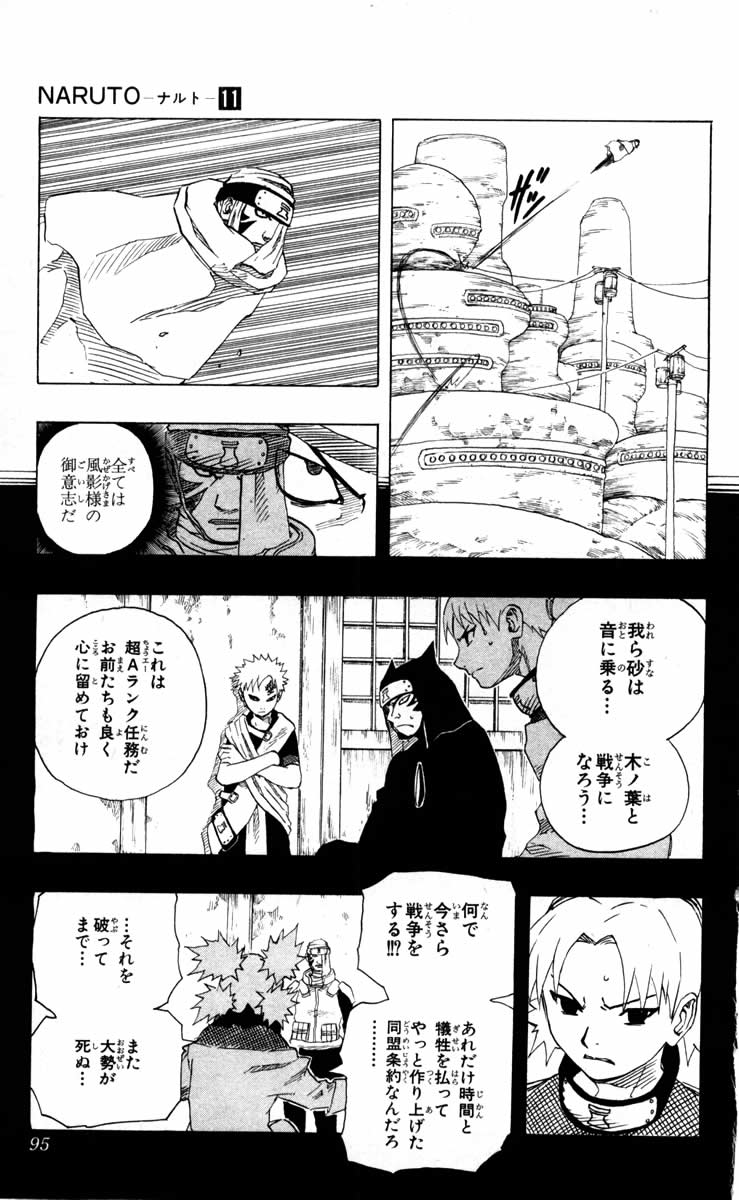 NARUTO―ナルト―11
ガッ
全ては
風影様の
御意志だ
我ら砂は
音に乗る…
木ノ葉と
戦争に
なろう…
これは
超Aランク任務だ
お前たちも良く
心に留めておけ
何で
今さら
戦争を
する!!?
あれだけ時間と
犠牲を払って
やっと作り上げた
同盟条約なんだろ
………
…それを
破って
まで…
また
大勢が
死ぬ…
95